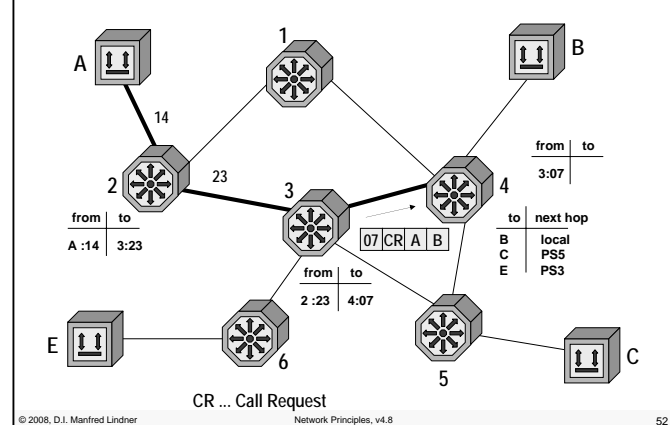 1
A
B
14
2
23
3
4
from to
3:07
from to
A :14 3:23
07 CR A B
to next hop
B local
C PS5
E PS3
from to
2 :23 4:07
E
6
5
C
CR ... Call Request
© 2008, D.I. Manfred Lindner
Network Principles, v4.8
52